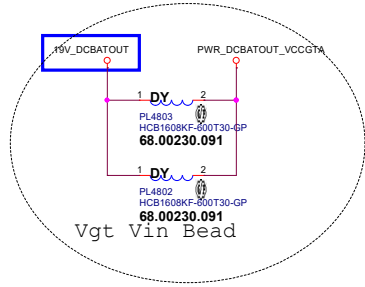 19V_DCBATOUT PWR_DCBATOUT_VCCGTA
1 DY 2
PL4803
HCB1608KF-600T30-GP
68.00230.091
1 DY 2
PL4802
HCB1608KF-600T30-GP
68.00230.091
Vgt Vin Bead